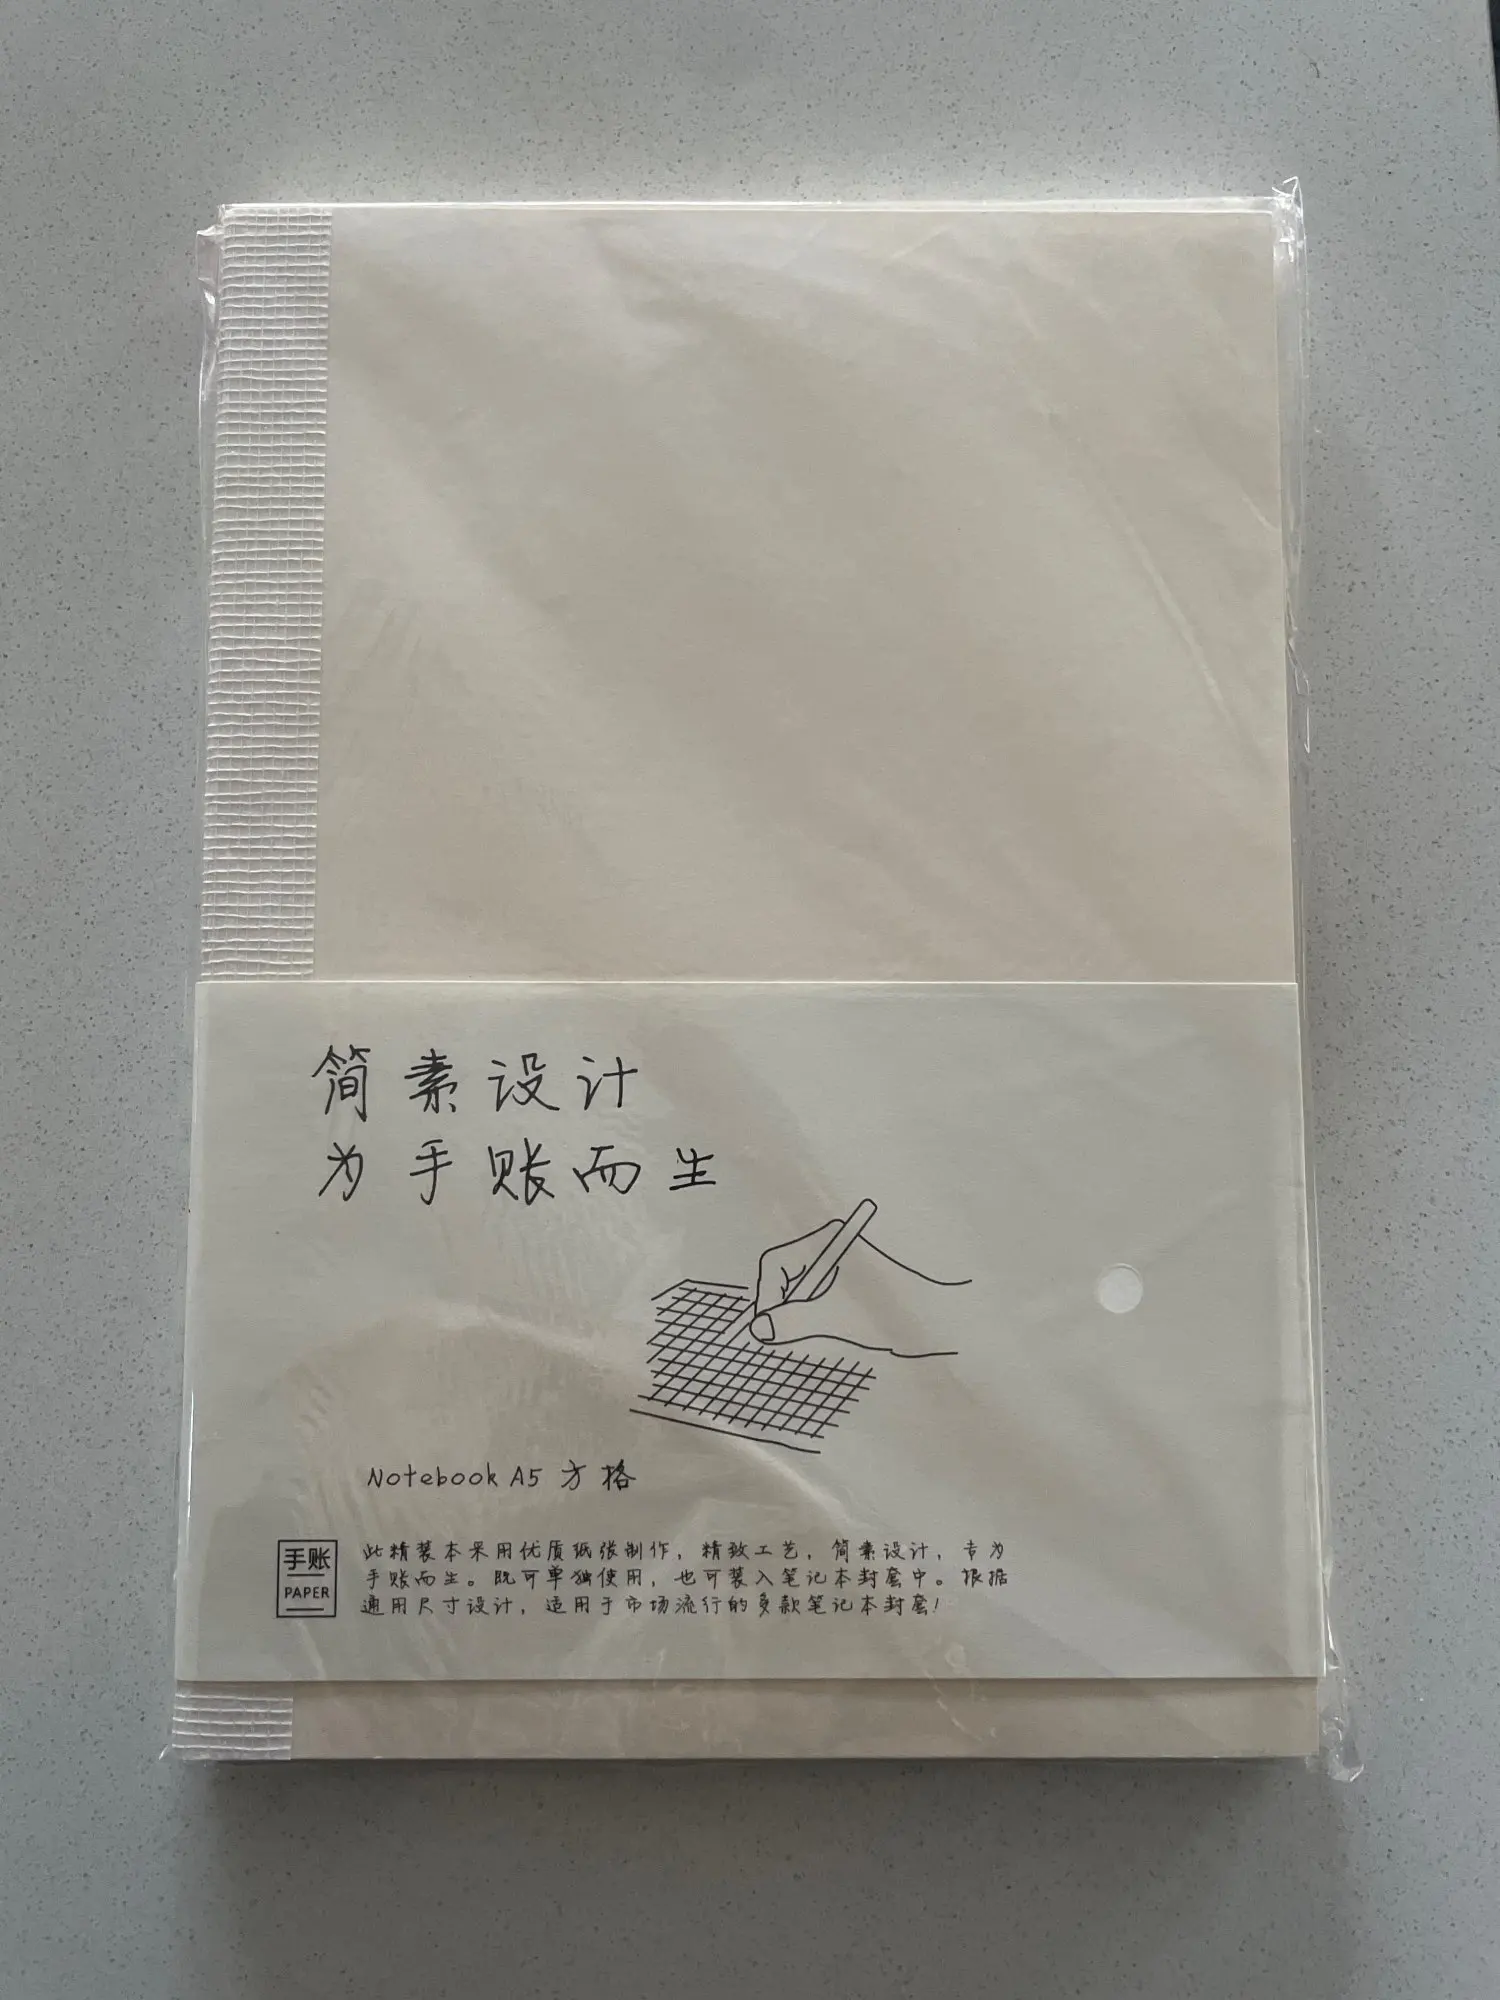 简素设计
为手账而生
Notebook A5 方格
手账
PAPER
此精装本采用优质纸张制作，精致工艺，简素设计，专为
手账而生。既可单独使用，也可装入笔记本封套中。根据
通用尺寸设计，适用于市场流行的多款笔记本封套！